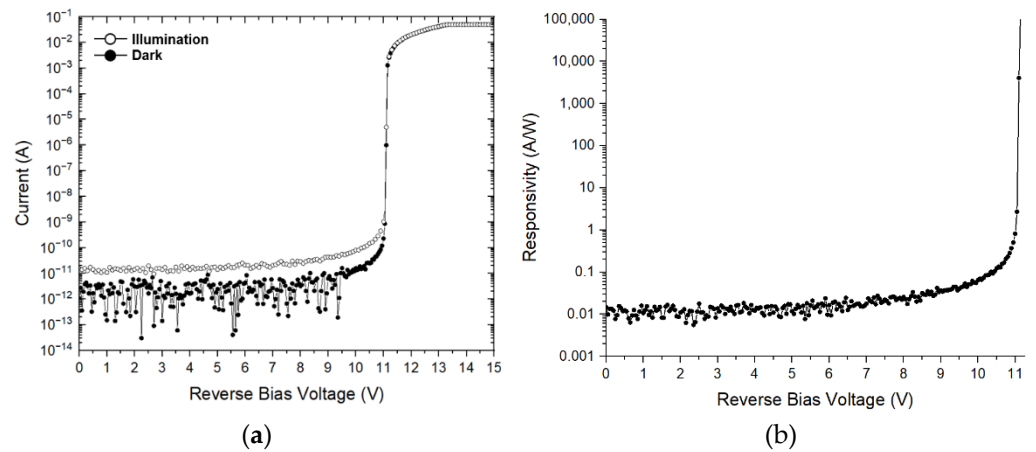 10⁻¹
10⁻²
10⁻³
10⁻⁴
10⁻⁵
10⁻⁶
10⁻⁷
10⁻⁸
10⁻⁹
10⁻¹⁰
10⁻¹¹
10⁻¹²
10⁻¹³
10⁻¹⁴
Current (A)
Illumination
Dark
0 1 2 3 4 5 6 7 8 9 10 11 12 13 14 15
Reverse Bias Voltage (V)
(a)
100,000
10,000
1,000
100
10
1
0.1
0.01
0.001
Responsivity (A/W)
0 1 2 3 4 5 6 7 8 9 10 11
Reverse Bias Voltage (V)
(b)